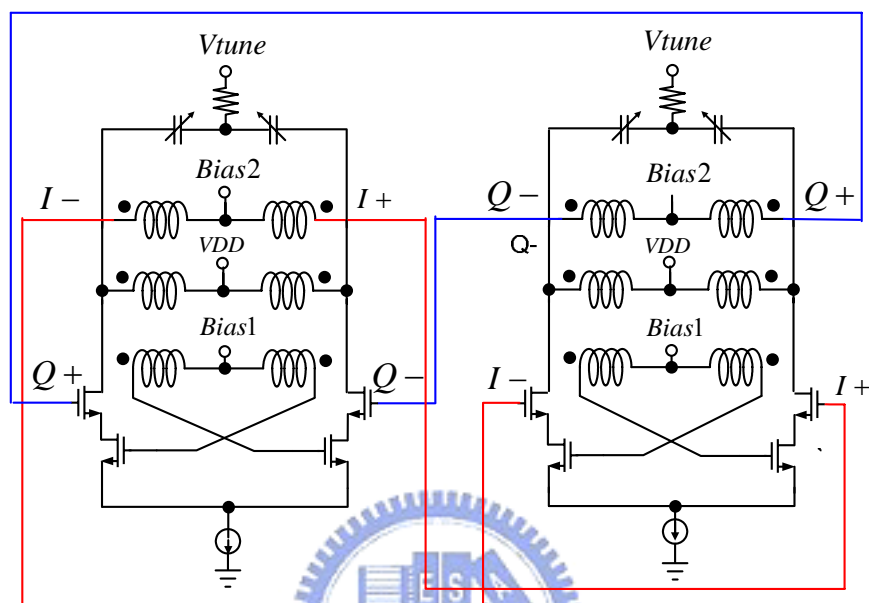 Vtune
Vtune
Bias2
Bias2
I −
I +
Q −
Q +
Q-
VDD
VDD
Bias1
Bias1
Q +
Q −
I −
I +
E S